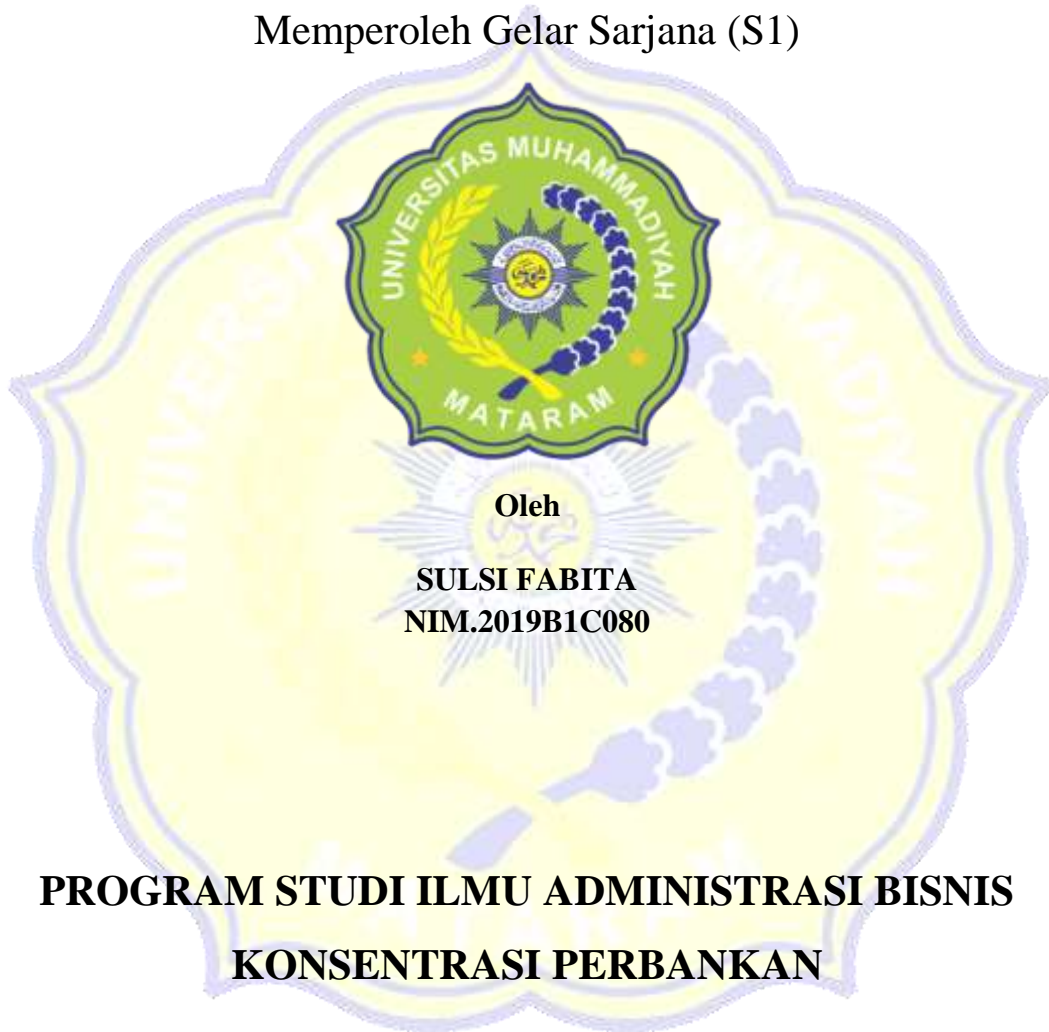 Memperoleh Gelar Sarjana (S1)
UNIVERSITAS MUHAMMADIYAH
MATARAM
Oleh
SULSI FABITA
NIM.2019B1C080
PROGRAM STUDI ILMU ADMINISTRASI BISNIS
KONSENTRASI PERBANKAN